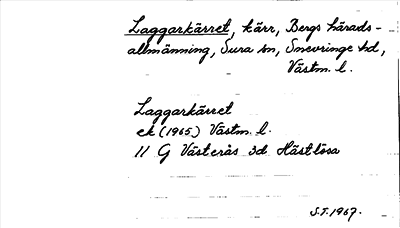 Laggarkärret, kärr, Bergs härads-
allmänning, Sura sn, Snevringe hd,
Västm. l.
Laggarkärret
ek (1965) Västm. l.
11 G Västerås 3d Hästlösa
S.I. 1967.